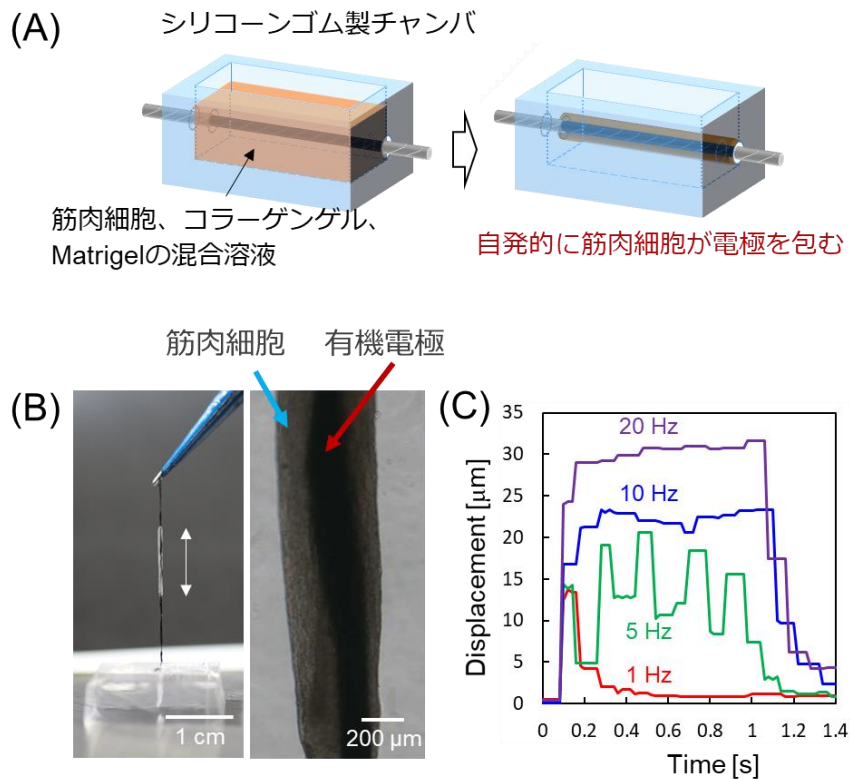 (A)
シリコーンゴム製チャンバ
筋肉細胞、コラーゲンゲル、
Matrigelの混合溶液
自発的に筋肉細胞が電極を包む
筋肉細胞
有機電極
(B)
1 cm
200 μm
(C)
Displacement [μm]
35
30
25
20
15
10
5
0
20 Hz
10 Hz
5 Hz
1 Hz
0
0.2
0.4
0.6
0.8
1
1.2
1.4
Time [s]